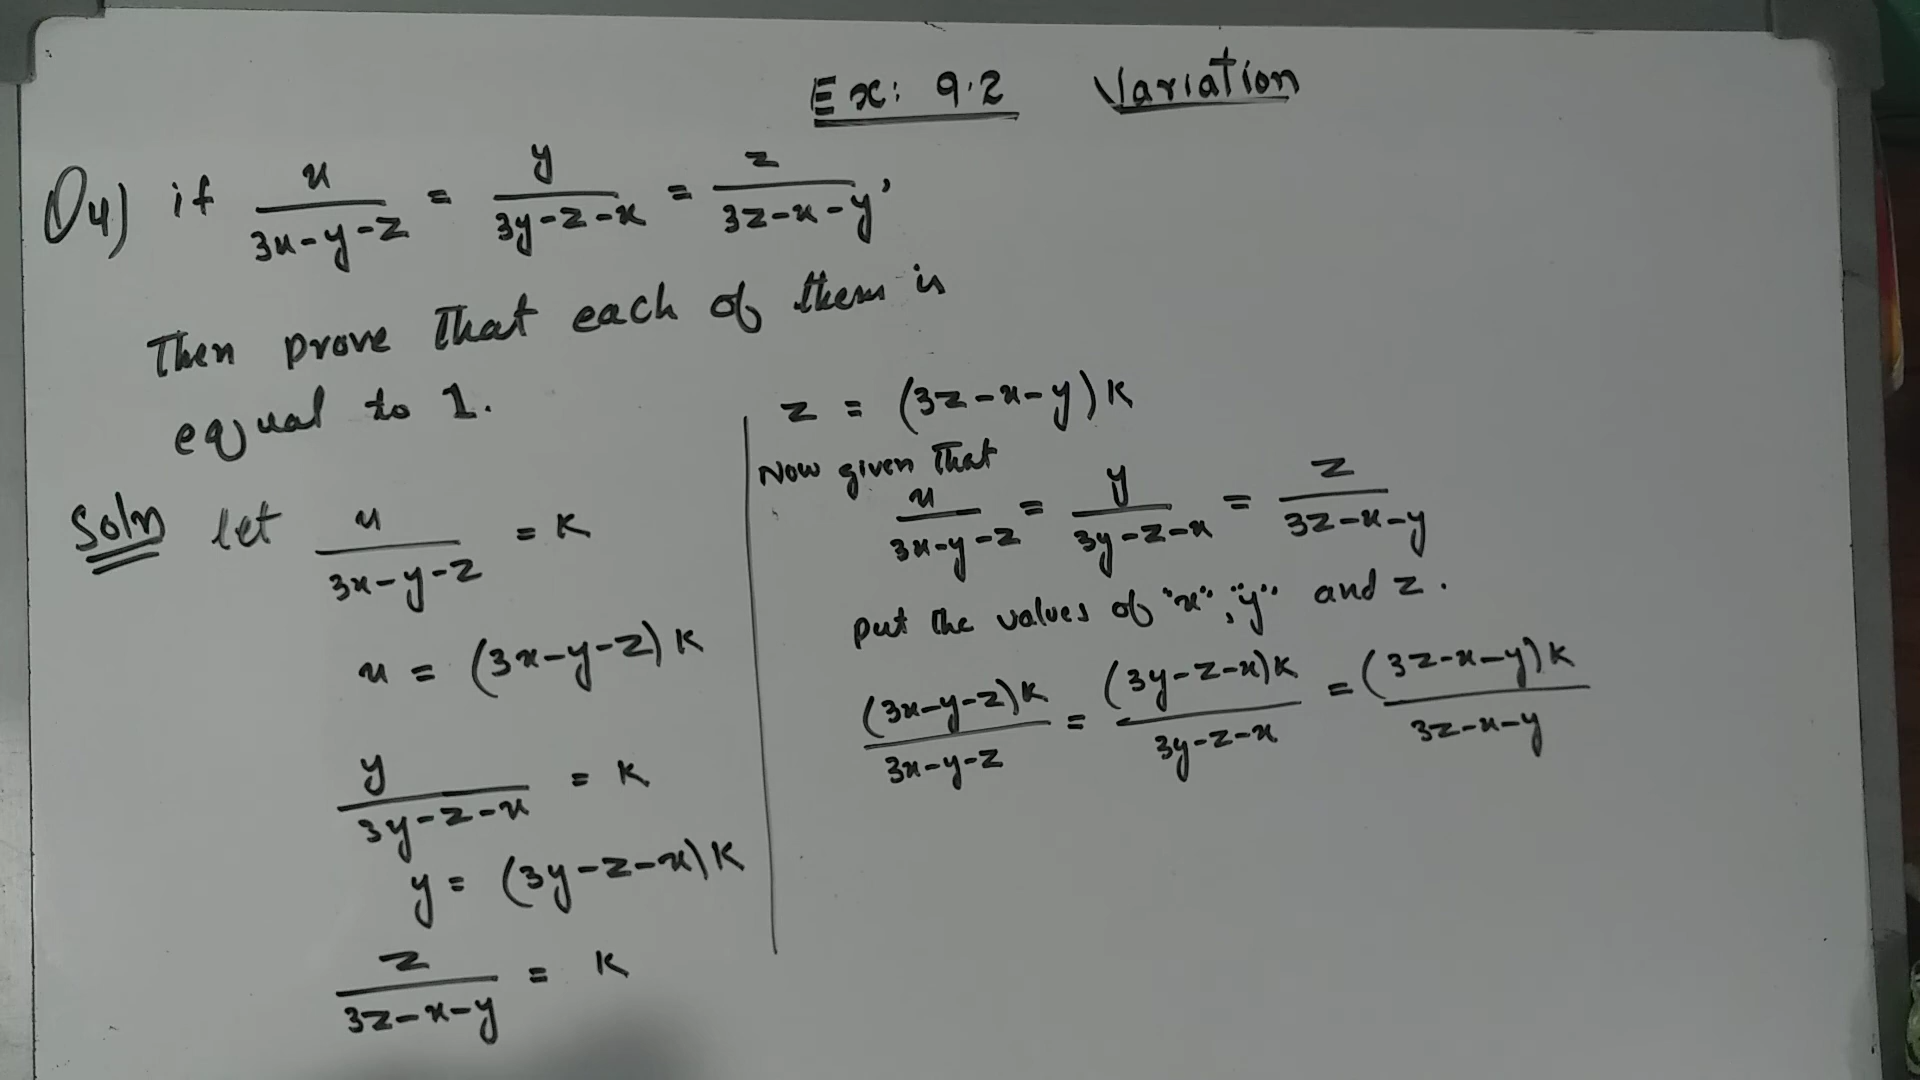 Ex: 9.2 Variation
Q4) if x/(3x-y-z) = y/(3y-z-x) = z/(3z-x-y),
Then prove that each of them is
equal to 1.
Soln let x/(3x-y-z) = K
x = (3x-y-z) K
y/(3y-z-x) = K
y = (3y-z-x) K
z/(3z-x-y) = K
z = (3z-x-y) K
Now given that
x/(3x-y-z) = y/(3y-z-x) = z/(3z-x-y)
put the values of "x", "y" and z.
(3x-y-z)K/(3x-y-z) = (3y-z-x)K/(3y-z-x) = (3z-x-y)K/(3z-x-y)